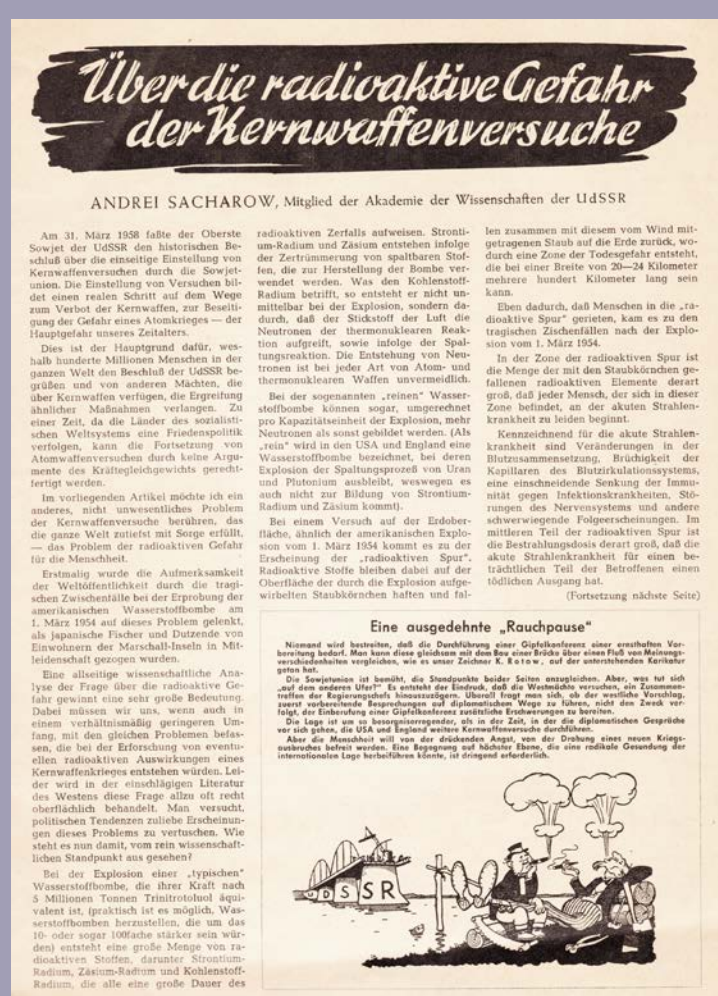 Über die radioaktive Gefahr
der Kernwaffenversuche
ANDREI SACHAROW, Mitglied der Akademie der Wissenschaften der UdSSR
Am 31. März 1958 faßte der Oberste
Sowjet der UdSSR den historischen Be-
schluß über die einseitige Einstellung von
Kernwaffenversuchen durch die Sowjet-
union. Die Einstellung von Versuchen bil-
det einen realen Schritt auf dem Wege
zum Verbot der Kernwaffen, zur Beseiti-
gung der Gefahr eines Atomkrieges — der
Hauptgefahr unseres Zeitalters.
Dies ist der Hauptgrund dafür, wes-
halb hunderte Millionen Menschen in der
ganzen Welt den Beschluß der UdSSR be-
grüßen und von anderen Mächten, die
über Kernwaffen verfügen, die Ergreifung
ähnlicher Maßnahmen verlangen. Zu
einer Zeit, da die Länder des sozialisti-
schen Weltsystems eine Friedenspolitik
verfolgen, kann die Fortsetzung von
Atomwaffenversuchen durch keine Argu-
mente des Kräftegleichgewichts gerecht-
fertigt werden.
Im vorliegenden Artikel möchte ich ein
anderes, nicht unwesentliches Problem
der Kernwaffenversuche berühren, das
die ganze Welt zutiefst mit Sorge erfüllt,
— das Problem der radioaktiven Gefahr
für die Menschheit.
Erstmalig wurde die Aufmerksamkeit
der Weltöffentlichkeit durch die tragi-
schen Zwischenfälle bei der Erprobung der
amerikanischen Wasserstoffbombe am
1. März 1954 auf dieses Problem gelenkt,
als japanische Fischer und Dutzende von
Einwohnern der Marschall-Inseln in Mit-
leidenschaft gezogen wurden.
Eine allseitige wissenschaftliche Ana-
lyse der Frage über die radioaktive Ge-
fahr gewinnt eine sehr große Bedeutung.
Dabei müssen wir uns, wenn auch in
einem verhältnismäßig geringeren Um-
fang, mit den gleichen Problemen befas-
sen, die bei der Erforschung von eventu-
ellen radioaktiven Auswirkungen eines
Kernwaffenkrieges entstehen würden. Lei-
der wird in der einschlägigen Literatur
des Westens diese Frage allzu oft recht
oberflächlich behandelt. Man versucht,
politischen Tendenzen zuliebe Erscheinun-
gen dieses Problems zu vertuschen. Wie
steht es nun damit, vom rein wissenschaft-
lichen Standpunkt aus gesehen?
Bei der Explosion einer „typischen“
Wasserstoffbombe, die ihrer Kraft nach
5 Millionen Tonnen Trinitrotoluol äqui-
valent ist, (praktisch ist es möglich, Was-
serstoffbomben herzustellen, die um das
10- oder sogar 100fache stärker sein wür-
den) entsteht eine große Menge von ra-
dioaktiven Stoffen, darunter Strontium-
Radium, Zäsium-Radium und Kohlenstoff-
Radium, die alle eine große Dauer des
radioaktiven Zerfalls aufweisen. Stronti-
um-Radium und Zäsium entstehen infolge
der Zertrümmerung von spaltbaren Stof-
fen, die zur Herstellung der Bombe ver-
wendet werden. Was den Kohlenstoff-
Radium betrifft, so entsteht er nicht un-
mittelbar bei der Explosion, sondern da-
durch, daß der Stickstoff der Luft die
Neutronen der thermonuklearen Reak-
tion aufgreift, sowie infolge der Spal-
tungsreaktion. Die Entstehung von Neu-
tronen ist bei jeder Art von Atom- und
thermonuklearen Waffen unvermeidlich.
Bei der sogenannten „reinen“ Wasser-
stoffbombe können sogar, umgerechnet
pro Kapazitätseinheit der Explosion, mehr
Neutronen als sonst gebildet werden. (Als
„rein“ wird in den USA und England eine
Wasserstoffbombe bezeichnet, bei deren
Explosion der Spaltungsprozeß von Uran
und Plutonium ausbleibt, weswegen es
auch nicht zur Bildung von Strontium-
Radium und Zäsium kommt).
Bei einem Versuch auf der Erdober-
fläche, ähnlich der amerikanischen Explo-
sion vom 1. März 1954 kommt es zu der
Erscheinung der „radioaktiven Spur“.
Radioaktive Stoffe bleiben dabei auf der
Oberfläche der durch die Explosion aufge-
wirbelten Staubkörnchen haften und fal-
len zusammen mit diesem vom Wind mit-
getragenen Staub auf die Erde zurück, wo-
durch eine Zone der Todesgefahr entsteht,
die bei einer Breite von 20—24 Kilometer
mehrere hundert Kilometer lang sein
kann.
Eben dadurch, daß Menschen in die „ra-
dioaktive Spur“ gerieten, kam es zu den
tragischen Zischenfällen nach der Explo-
sion vom 1. März 1954.
In der Zone der radioaktiven Spur ist
die Menge der mit den Staubkörnchen ge-
fallenen radioaktiven Elemente derart
groß, daß jeder Mensch, der sich in dieser
Zone befindet, an der akuten Strahlen-
krankheit zu leiden beginnt.
Kennzeichnend für die akute Strahlen-
krankheit sind Veränderungen in der
Blutzusammensetzung, Brüchigkeit der
Kapillaren des Blutzirkulationssystems,
eine einschneidende Senkung der Immu-
nität gegen Infektionskrankheiten, Stö-
rungen des Nervensystems und andere
schwerwiegende Folgeerscheinungen. Im
mittleren Teil der radioaktiven Spur ist
die Bestrahlungsdosis derart groß, daß die
akute Strahlenkrankheit für einen be-
trächtlichen Teil der Betroffenen einen
tödlichen Ausgang hat.
(Fortsetzung nächste Seite)
Eine ausgedehnte „Rauchpause“
Niemand wird bestreiten, daß die Durchführung einer Gipfelkonferenz einer ernsthaften Vor-
bereitung bedarf. Man kann diese gleichsam mit dem Bau einer Brücke über einen Fluß von Meinungs-
verschiedenheiten vergleichen, wie es unser Zeichner K. Rotow, auf der untenstehenden Karikatur
getan hat.
Die Sowjetunion ist bemüht, die Standpunkte beider Seiten anzugleichen. Aber, was tut sich
„auf dem anderen Ufer?“ Es entsteht der Eindruck, daß die Westmächte versuchen, ein Zusammen-
treffen der Regierungschefs hinauszuzögern. Überall fragt man sich, ob der westliche Vorschlag,
zuerst vorbereitende Besprechungen auf diplomatischem Wege zu führen, nicht den Zweck ver-
folgt, der Einberufung einer Gipfelkonferenz zusätzliche Erschwerungen zu bereiten.
Die Lage ist um so besorgniserregender, als in der Zeit, in der die diplomatischen Gespräche
vor sich gehen, die USA und England weitere Kernwaffenversuche durchführen.
Aber die Menschheit will von der drückenden Angst, von der Drohung eines neuen Kriegs-
ausbruches befreit werden. Eine Begegnung auf höchster Ebene, die eine radikale Gesundung der
internationalen Lage herbeiführen könnte, ist dringend erforderlich.
UdSSR